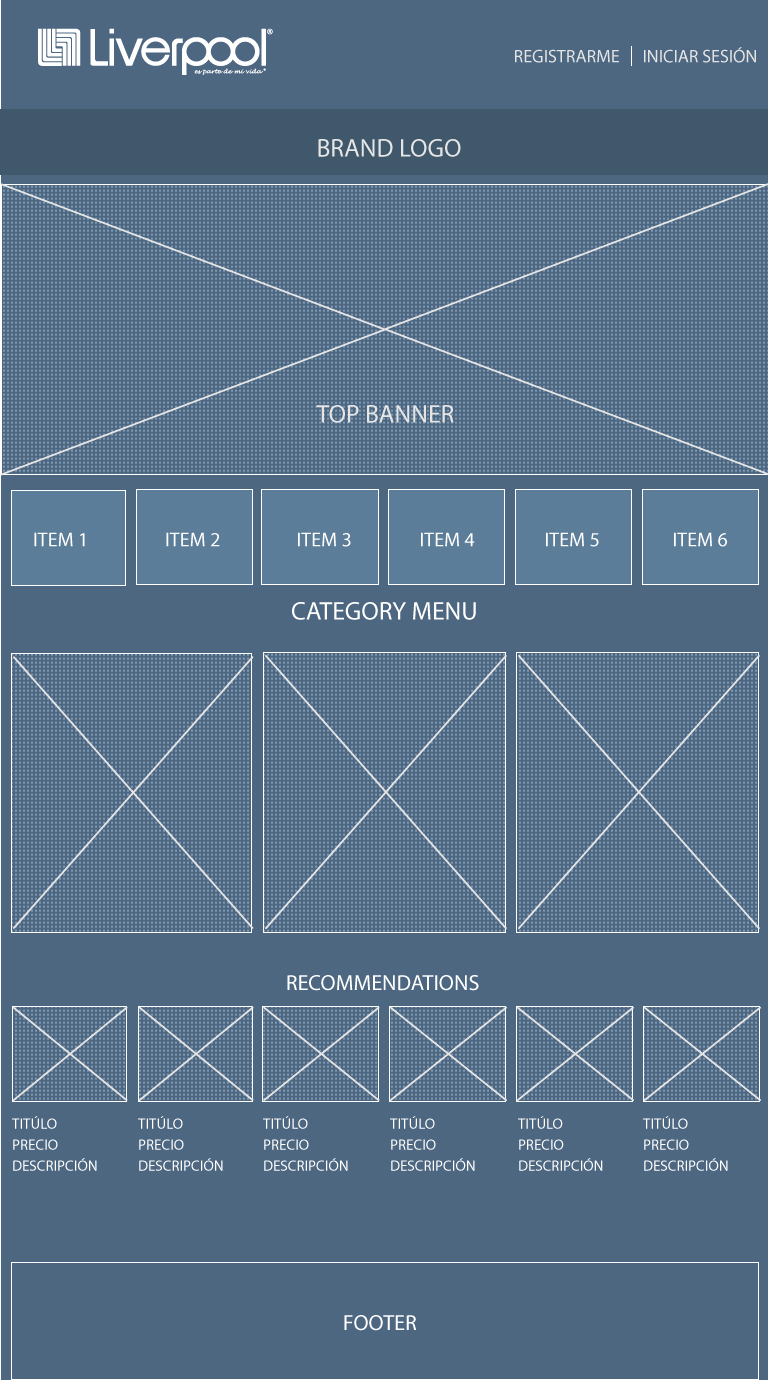 Liverpool®
es parte de mi vida®
REGISTRARME | INICIAR SESIÓN
BRAND LOGO
TOP BANNER
ITEM 1 ITEM 2 ITEM 3 ITEM 4 ITEM 5 ITEM 6
CATEGORY MENU
RECOMMENDATIONS
TITÚLO TITÚLO TITÚLO TITÚLO TITÚLO TITÚLO
PRECIO PRECIO PRECIO PRECIO PRECIO PRECIO
DESCRIPCIÓN DESCRIPCIÓN DESCRIPCIÓN DESCRIPCIÓN DESCRIPCIÓN DESCRIPCIÓN
FOOTER